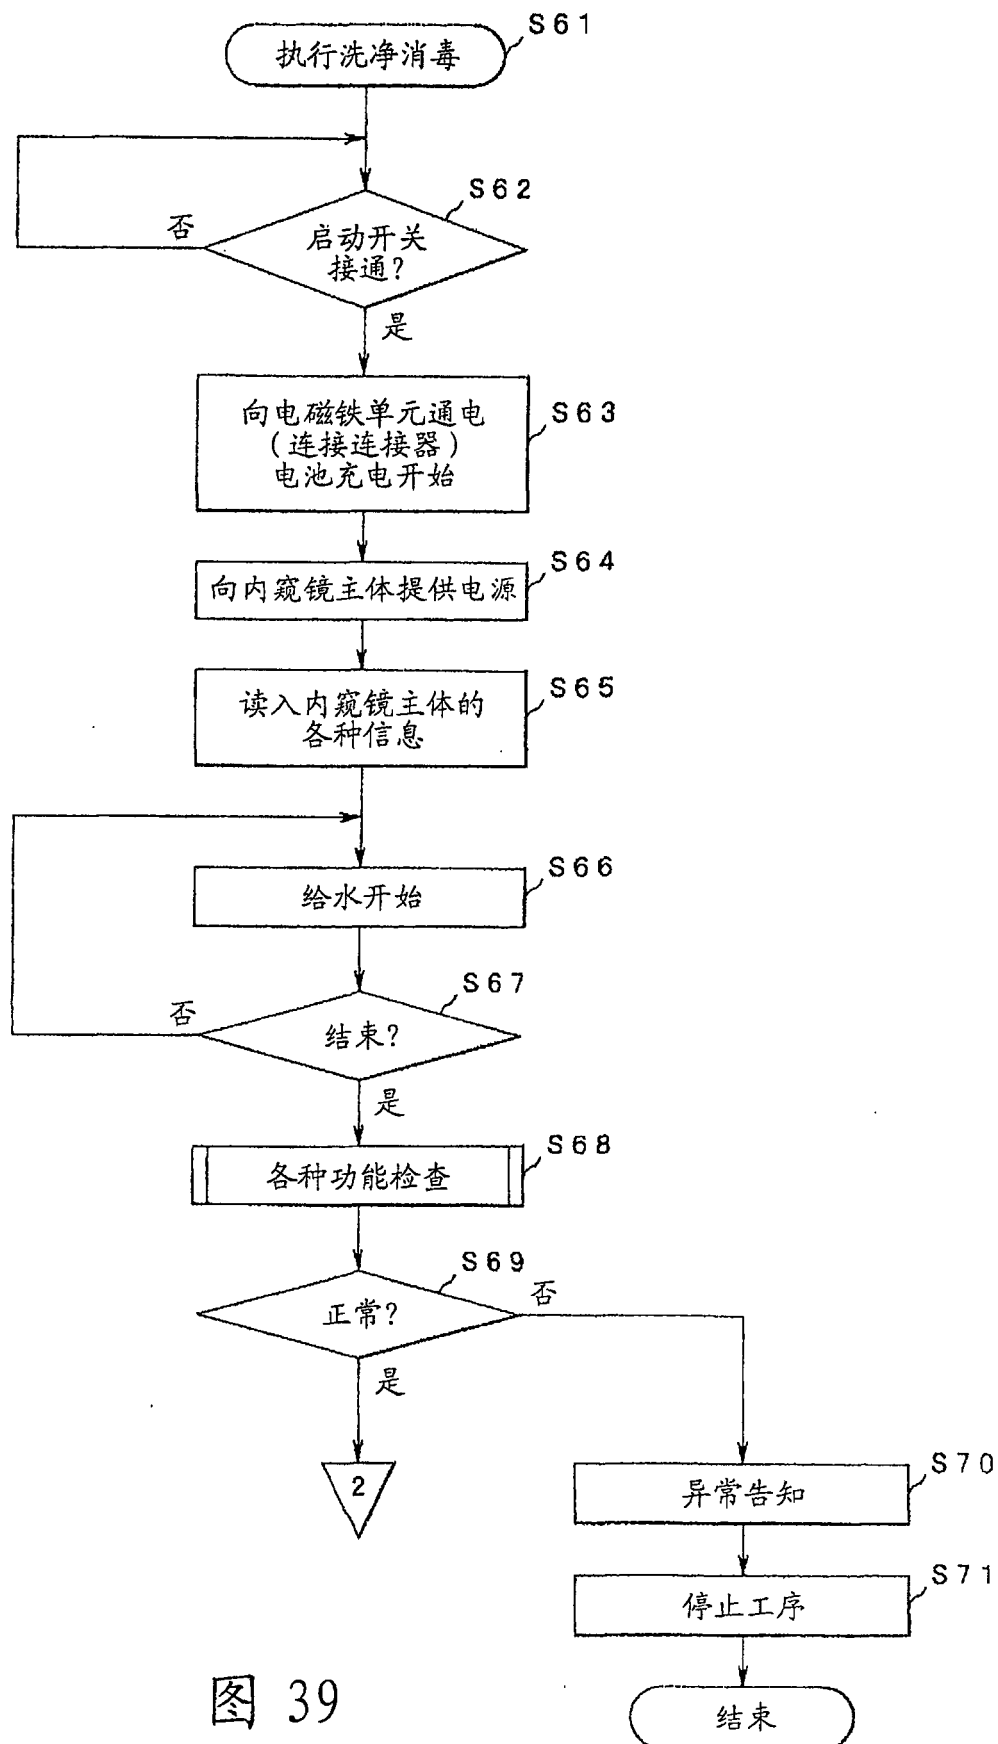 S61
执行洗净消毒
S62
否
启动开关
接通?
是
S63
向电磁铁单元通电
(连接连接器)
电池充电开始
S64
向内窥镜主体提供电源
S65
读入内窥镜主体的
各种信息
S66
给水开始
S67
否
结束?
是
S68
各种功能检查
S69
否
正常?
是
2
S70
异常告知
S71
停止工序
结束
图 39